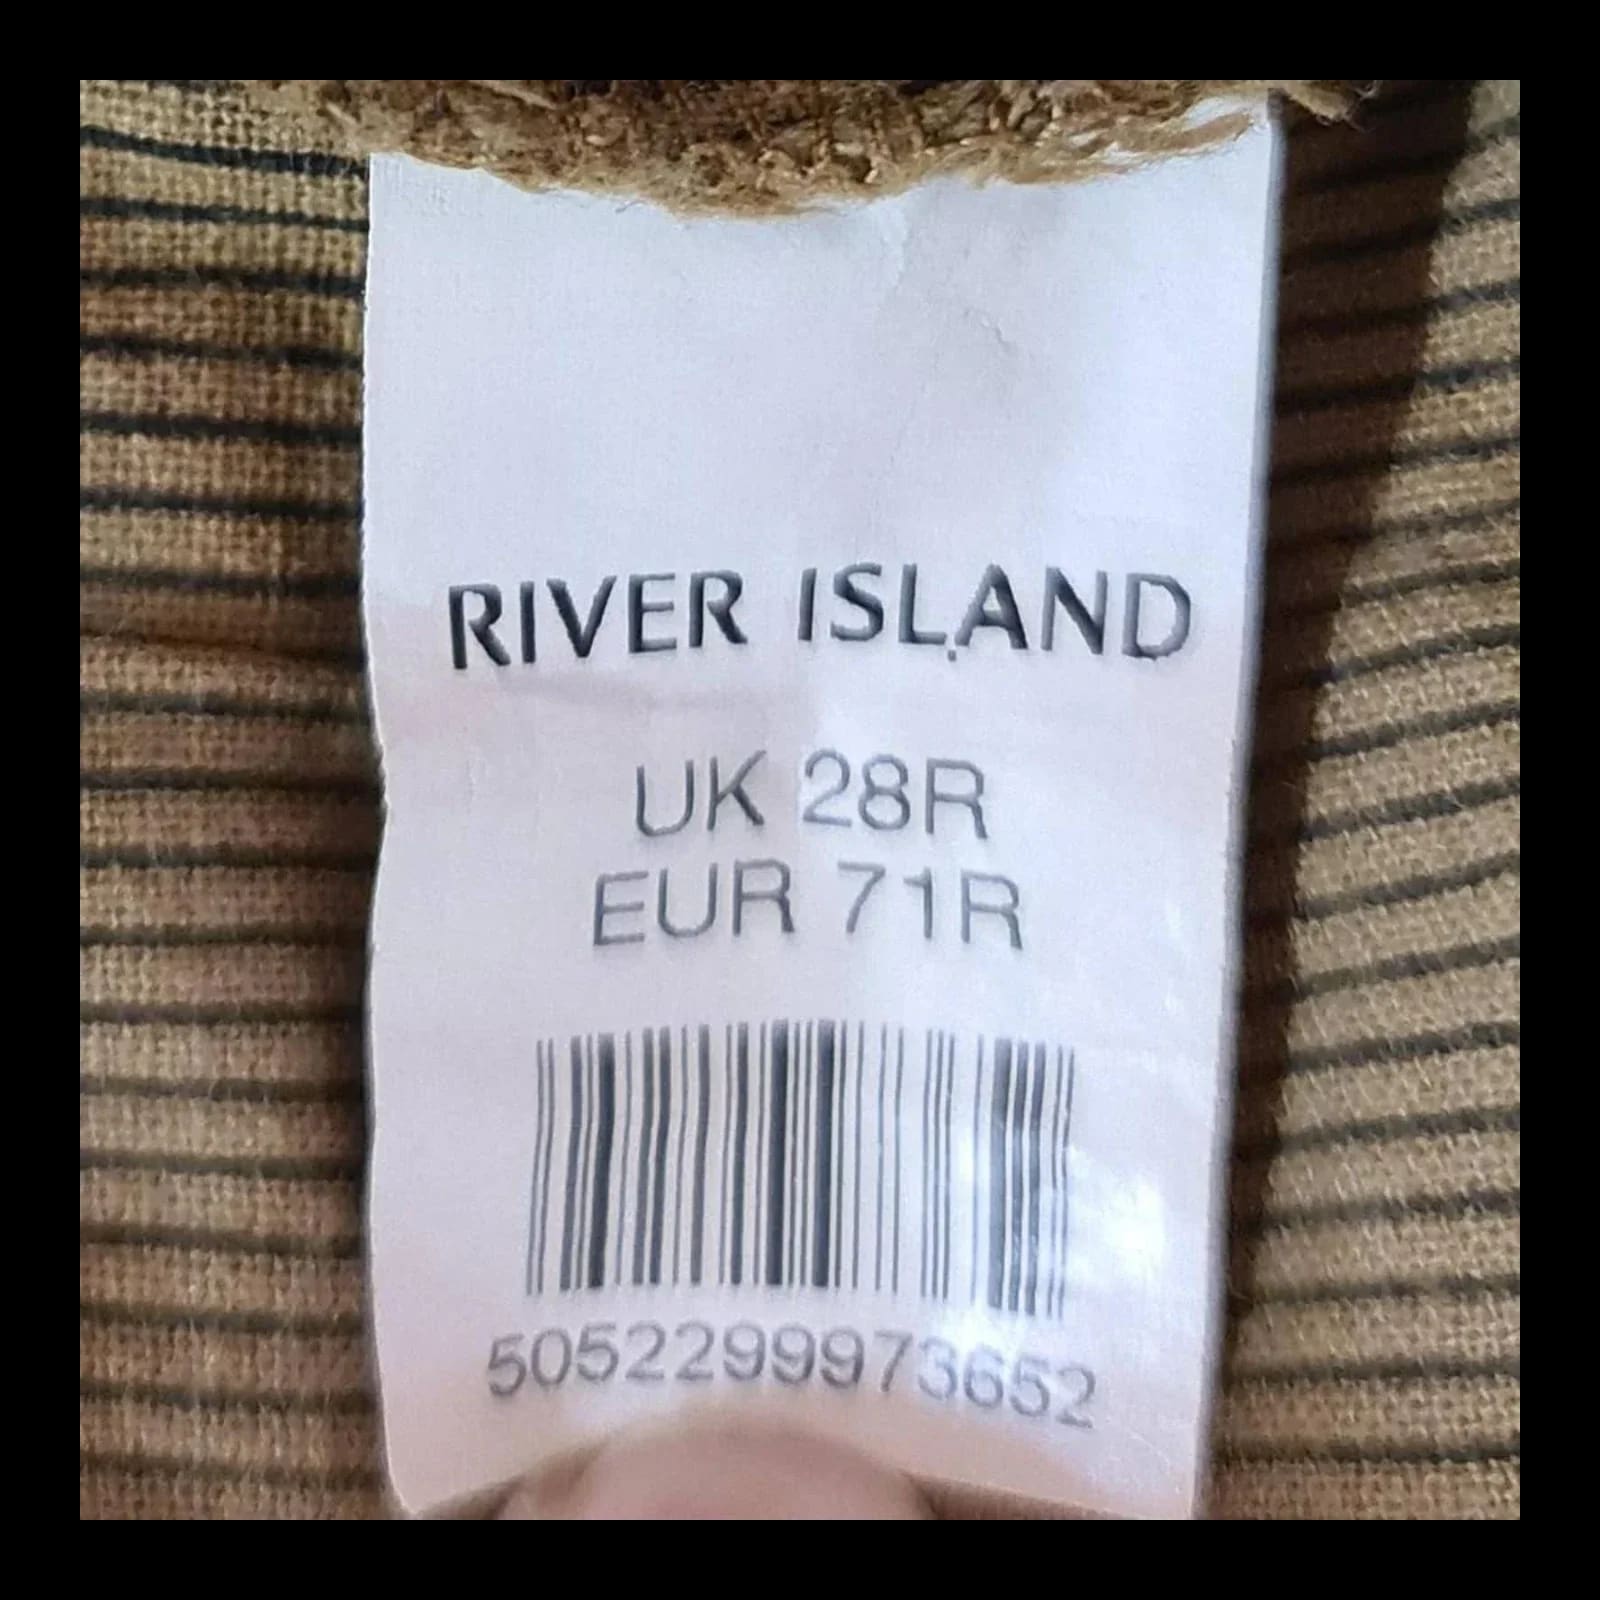 RIVER ISLAND
UK 28R
EUR 71R
5052299973652